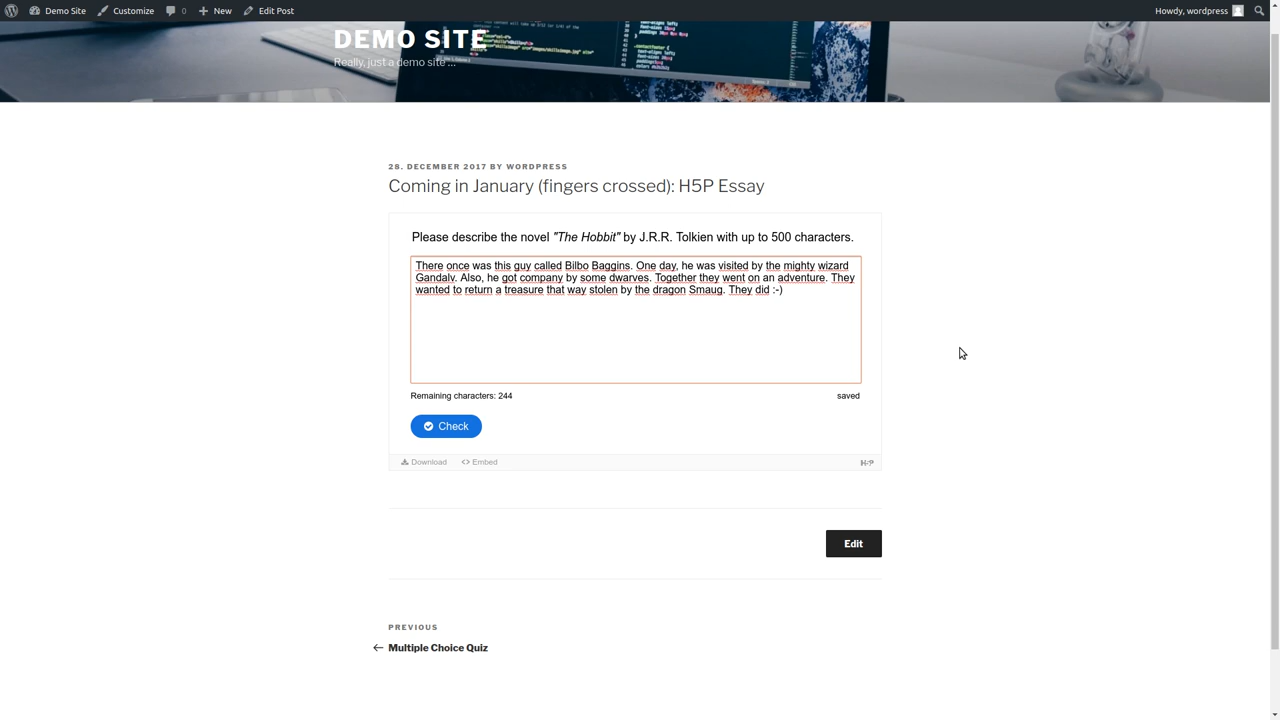 Demo Site Customize 0 New Edit Post Howdy, wordpress
DEMO SITE
Really, just a demo site ...
28. DECEMBER 2017 BY WORDPRESS
Coming in January (fingers crossed): H5P Essay
Please describe the novel "The Hobbit" by J.R.R. Tolkien with up to 500 characters.
There once was this guy called Bilbo Baggins. One day, he was visited by the mighty wizard
Gandalv. Also, he got company by some dwarves. Together they went on an adventure. They
wanted to return a treasure that way stolen by the dragon Smaug. They did :-)
Remaining characters: 244 saved
Check
Download Embed H5P
Edit
PREVIOUS
← Multiple Choice Quiz